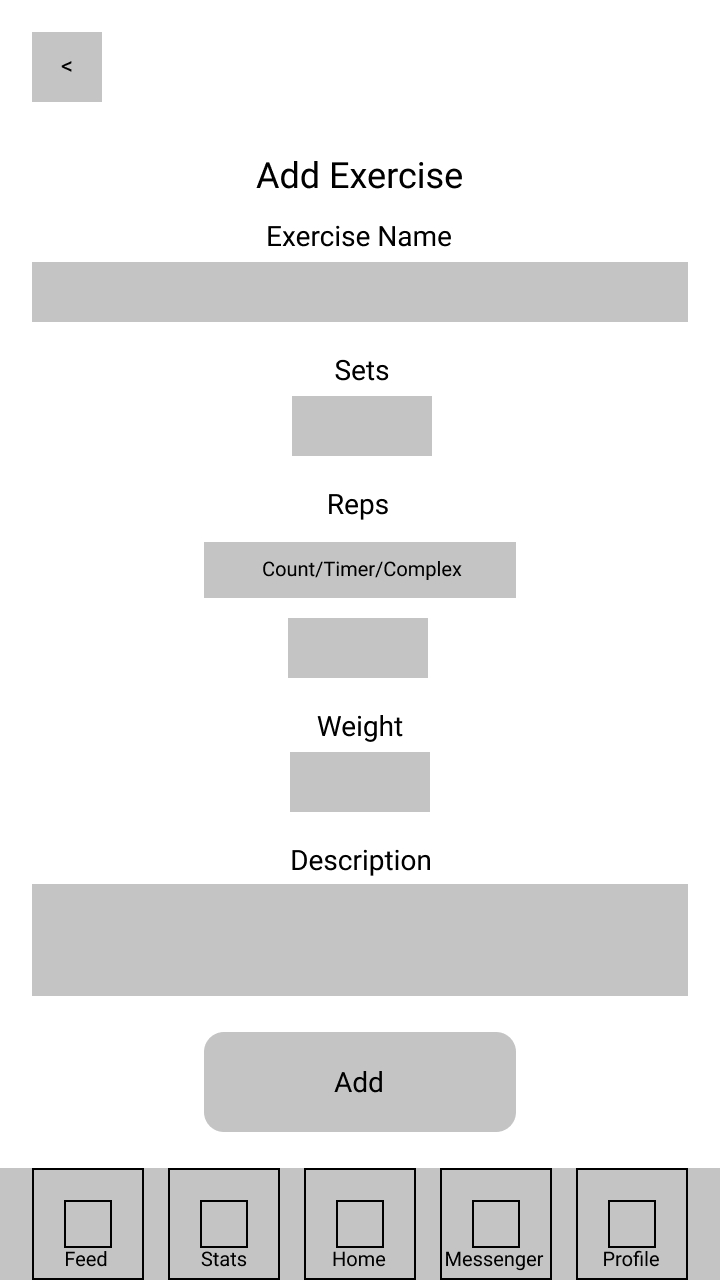 <
Add Exercise
Exercise Name
Sets
Reps
Count/Timer/Complex
Weight
Description
Add
Feed Stats Home Messenger Profile